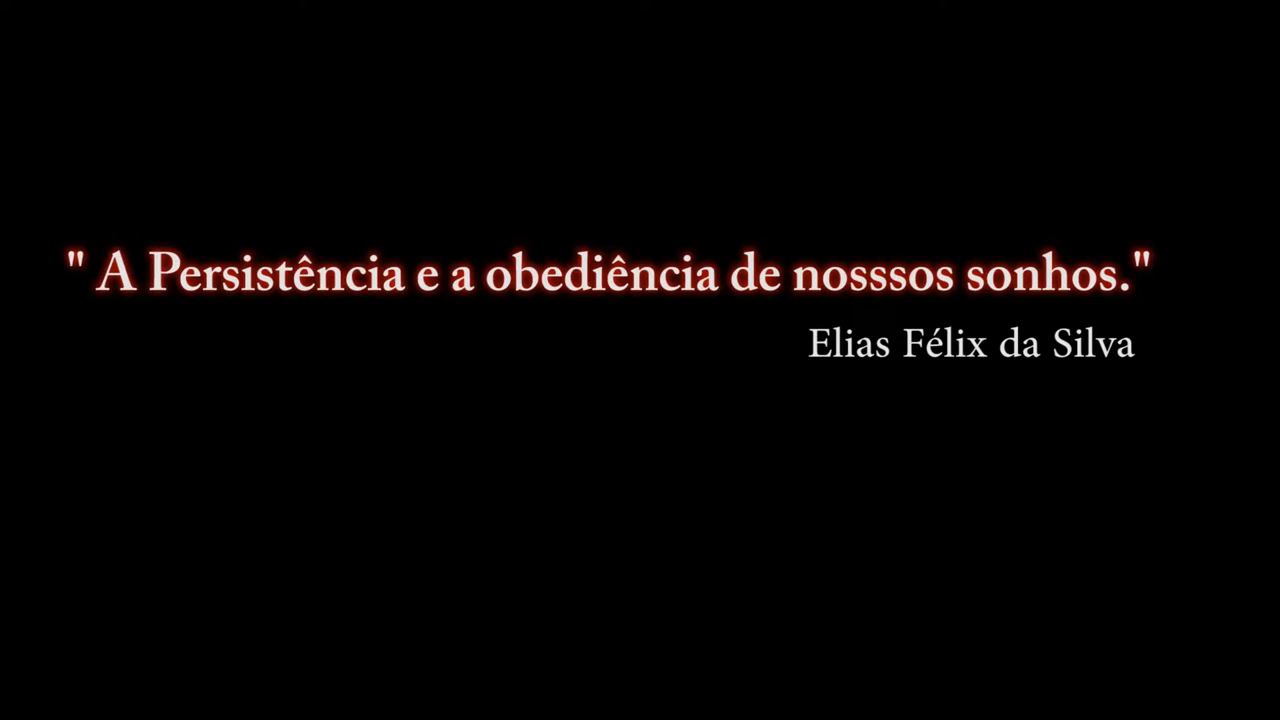 " A Persistência e a obediência de nosssos sonhos."
Elias Félix da Silva